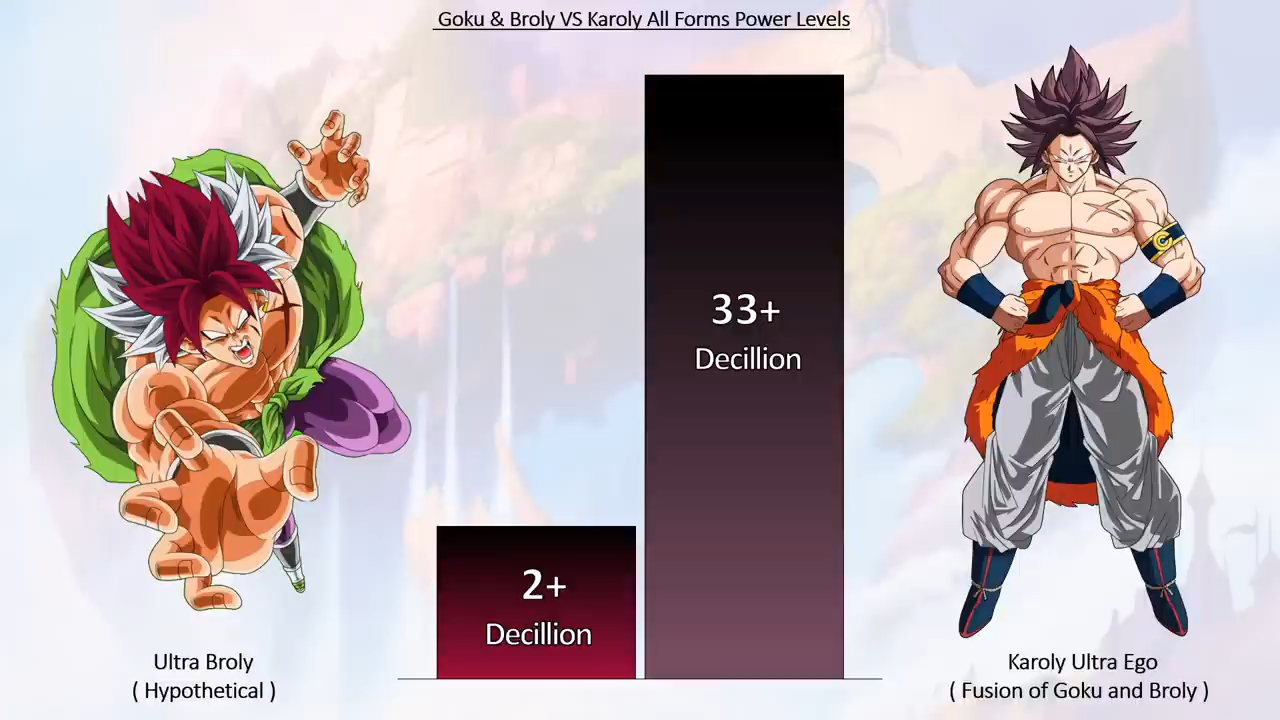 Goku & Broly VS Karoly All Forms Power Levels
33+
Decillion
2+
Decillion
Ultra Broly
( Hypothetical )
Karoly Ultra Ego
( Fusion of Goku and Broly )